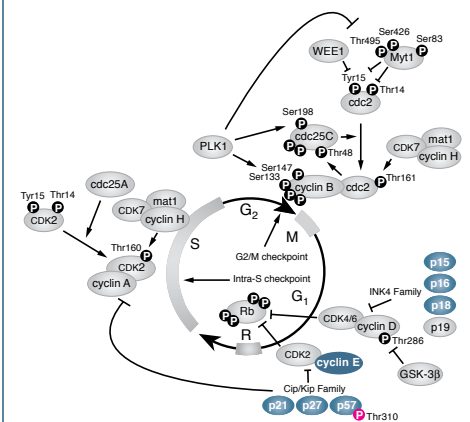 Ser426
Thr495
Ser83
P
P
P
Myt1
WEE1
Tyr15
P
P
Thr14
cdc2
Ser198
P
P
cdc25C
P
P
P
Thr48
PLK1
mat1
CDK7
cyclin H
Ser147
Ser133
P
P
P
P
cyclin B
cdc2
P
Thr161
cdc25A
Tyr15
Thr14
P
P
CDK2
mat1
CDK7
cyclin H
G2
M
S
G2/M checkpoint
Thr160
P
CDK2
cyclin A
Intra-S checkpoint
G1
P
P
Rb
P
P
R
p15
p16
p18
p19
INK4 Family
CDK4/6
cyclin D
P
Thr286
GSK-3β
CDK2
cyclin E
Cip/Kip Family
p21
p27
p57
P
Thr310